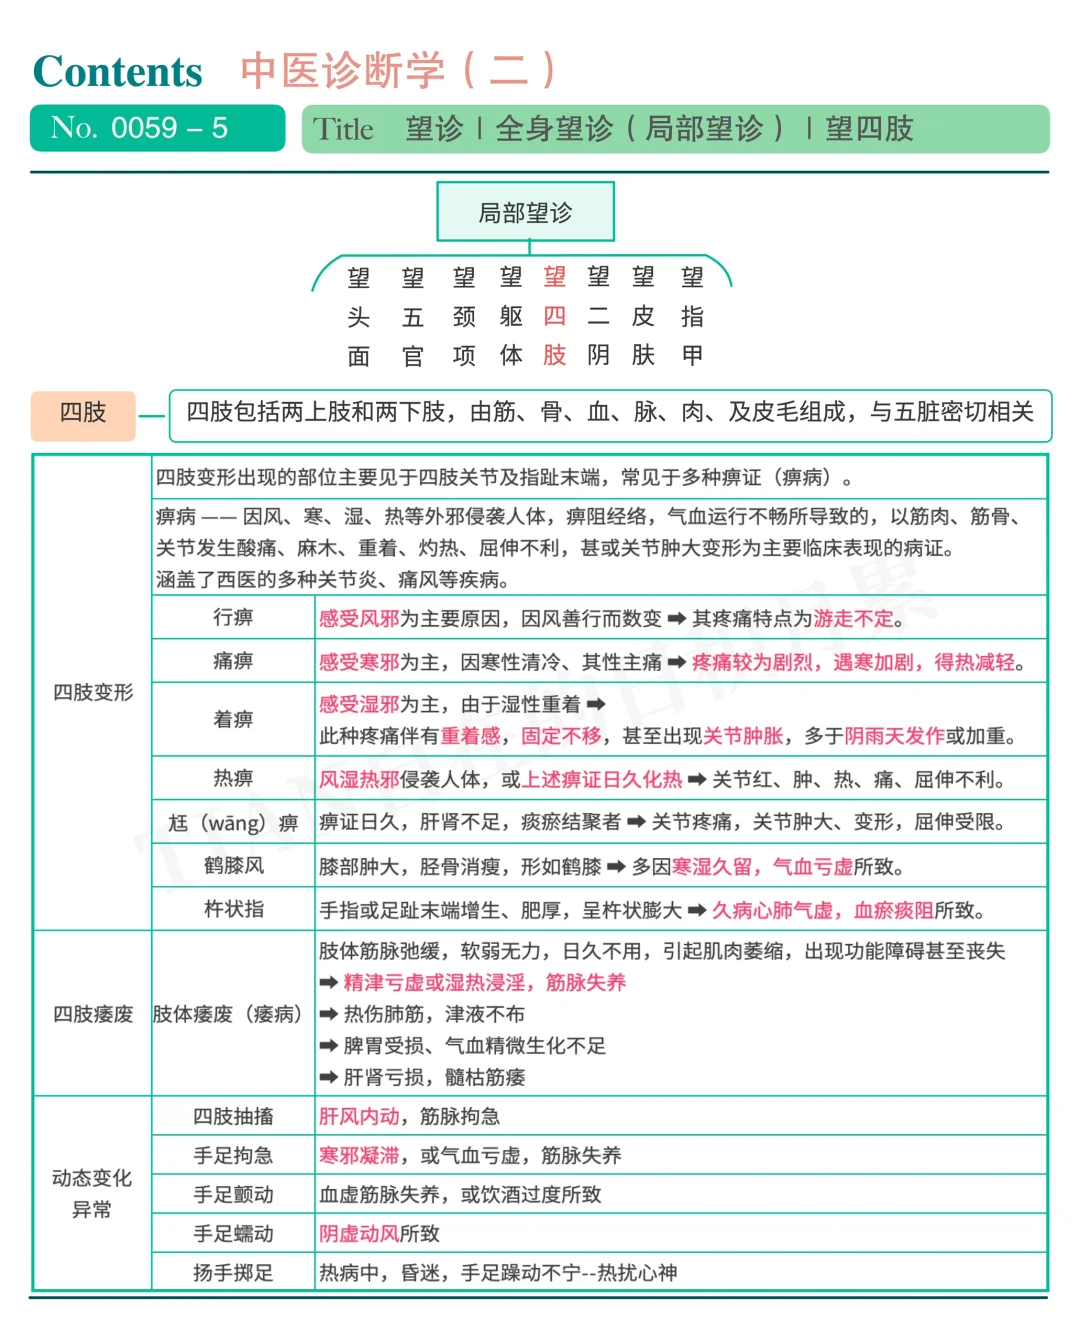 Contents 中医诊断学（二）
No. 0059 – 5
Title 望诊丨全身望诊（局部望诊）丨望四肢
局部望诊
望头面 望五官 望颈项 望躯体 望四肢 望二阴 望皮肤 望指甲
四肢
四肢包括两上肢和两下肢，由筋、骨、血、脉、肉、及皮毛组成，与五脏密切相关
四肢变形
四肢变形出现的部位主要见于四肢关节及指趾末端，常见于多种痹证（痹病）。
痹病 —— 因风、寒、湿、热等外邪侵袭人体，痹阻经络，气血运行不畅所导致的，以筋肉、筋骨、
关节发生酸痛、麻木、重着、灼热、屈伸不利，甚或关节肿大变形为主要临床表现的病证。
涵盖了西医的多种关节炎、痛风等疾病。
行痹
感受风邪为主要原因，因风善行而数变 ➡ 其疼痛特点为游走不定。
痛痹
感受寒邪为主，因寒性清冷、其性主痛 ➡ 疼痛较为剧烈，遇寒加剧，得热减轻。
着痹
感受湿邪为主，由于湿性重着 ➡
此种疼痛伴有重着感，固定不移，甚至出现关节肿胀，多于阴雨天发作或加重。
热痹
风湿热邪侵袭人体，或上述痹证日久化热 ➡ 关节红、肿、热、痛、屈伸不利。
尪（wāng）痹
痹证日久，肝肾不足，痰瘀结聚者 ➡ 关节疼痛，关节肿大、变形，屈伸受限。
鹤膝风
膝部肿大，胫骨消瘦，形如鹤膝 ➡ 多因寒湿久留，气血亏虚所致。
杵状指
手指或足趾末端增生、肥厚，呈杵状膨大 ➡ 久病心肺气虚，血瘀痰阻所致。
四肢痿废
肢体痿废（痿病）
肢体筋脉弛缓，软弱无力，日久不用，引起肌肉萎缩，出现功能障碍甚至丧失
➡ 精津亏虚或湿热浸淫，筋脉失养
➡ 热伤肺筋，津液不布
➡ 脾胃受损、气血精微生化不足
➡ 肝肾亏损，髓枯筋痿
动态变化
异常
四肢抽搐
肝风内动，筋脉拘急
手足拘急
寒邪凝滞，或气血亏虚，筋脉失养
手足颤动
血虚筋脉失养，或饮酒过度所致
手足蠕动
阴虚动风所致
扬手掷足
热病中，昏迷，手足躁动不宁--热扰心神
TIAN自在的日积月累